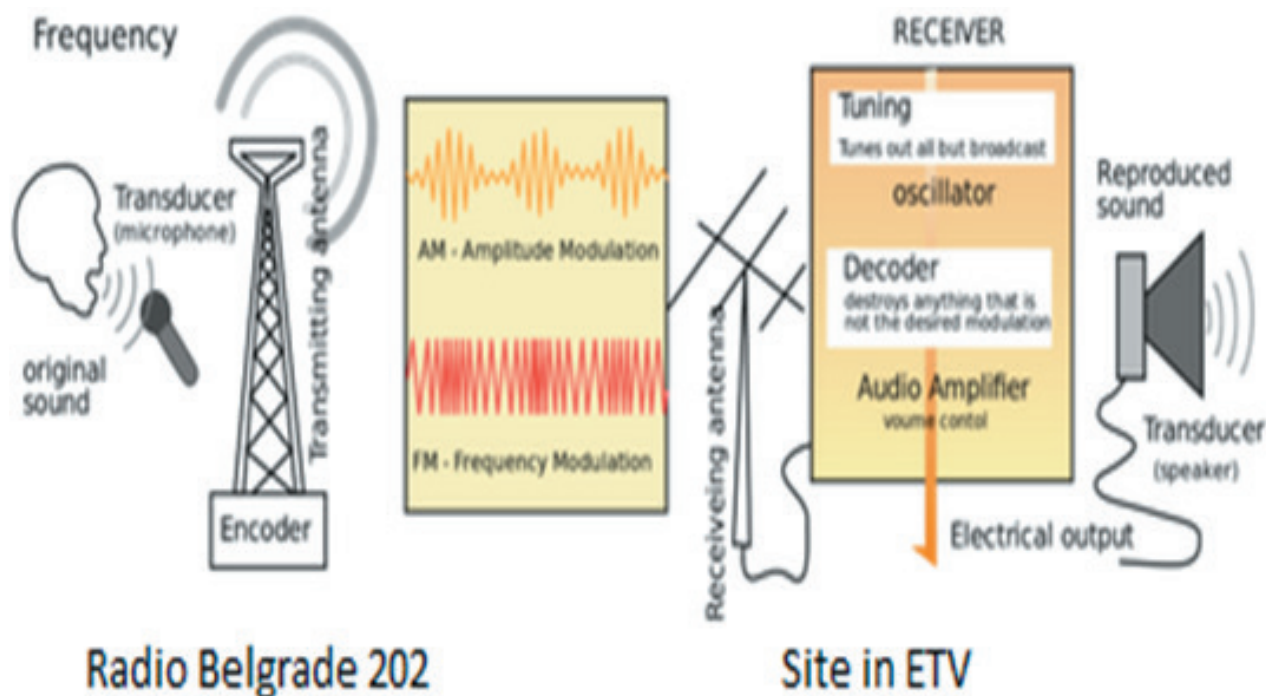 Frequency
Transducer
(microphone)
original
sound
Transmitting antenna
Encoder
AM - Amplitude Modulation
FM - Frequency Modulation
Receiveing antenna
RECEIVER
Tuning
Tunes out all but broadcast
oscillator
Decoder
destroys anything that is
not the desired modulation
Audio Amplifier
voume contol
Electrical output
Reproduced
sound
Transducer
(speaker)
Radio Belgrade 202
Site in ETV